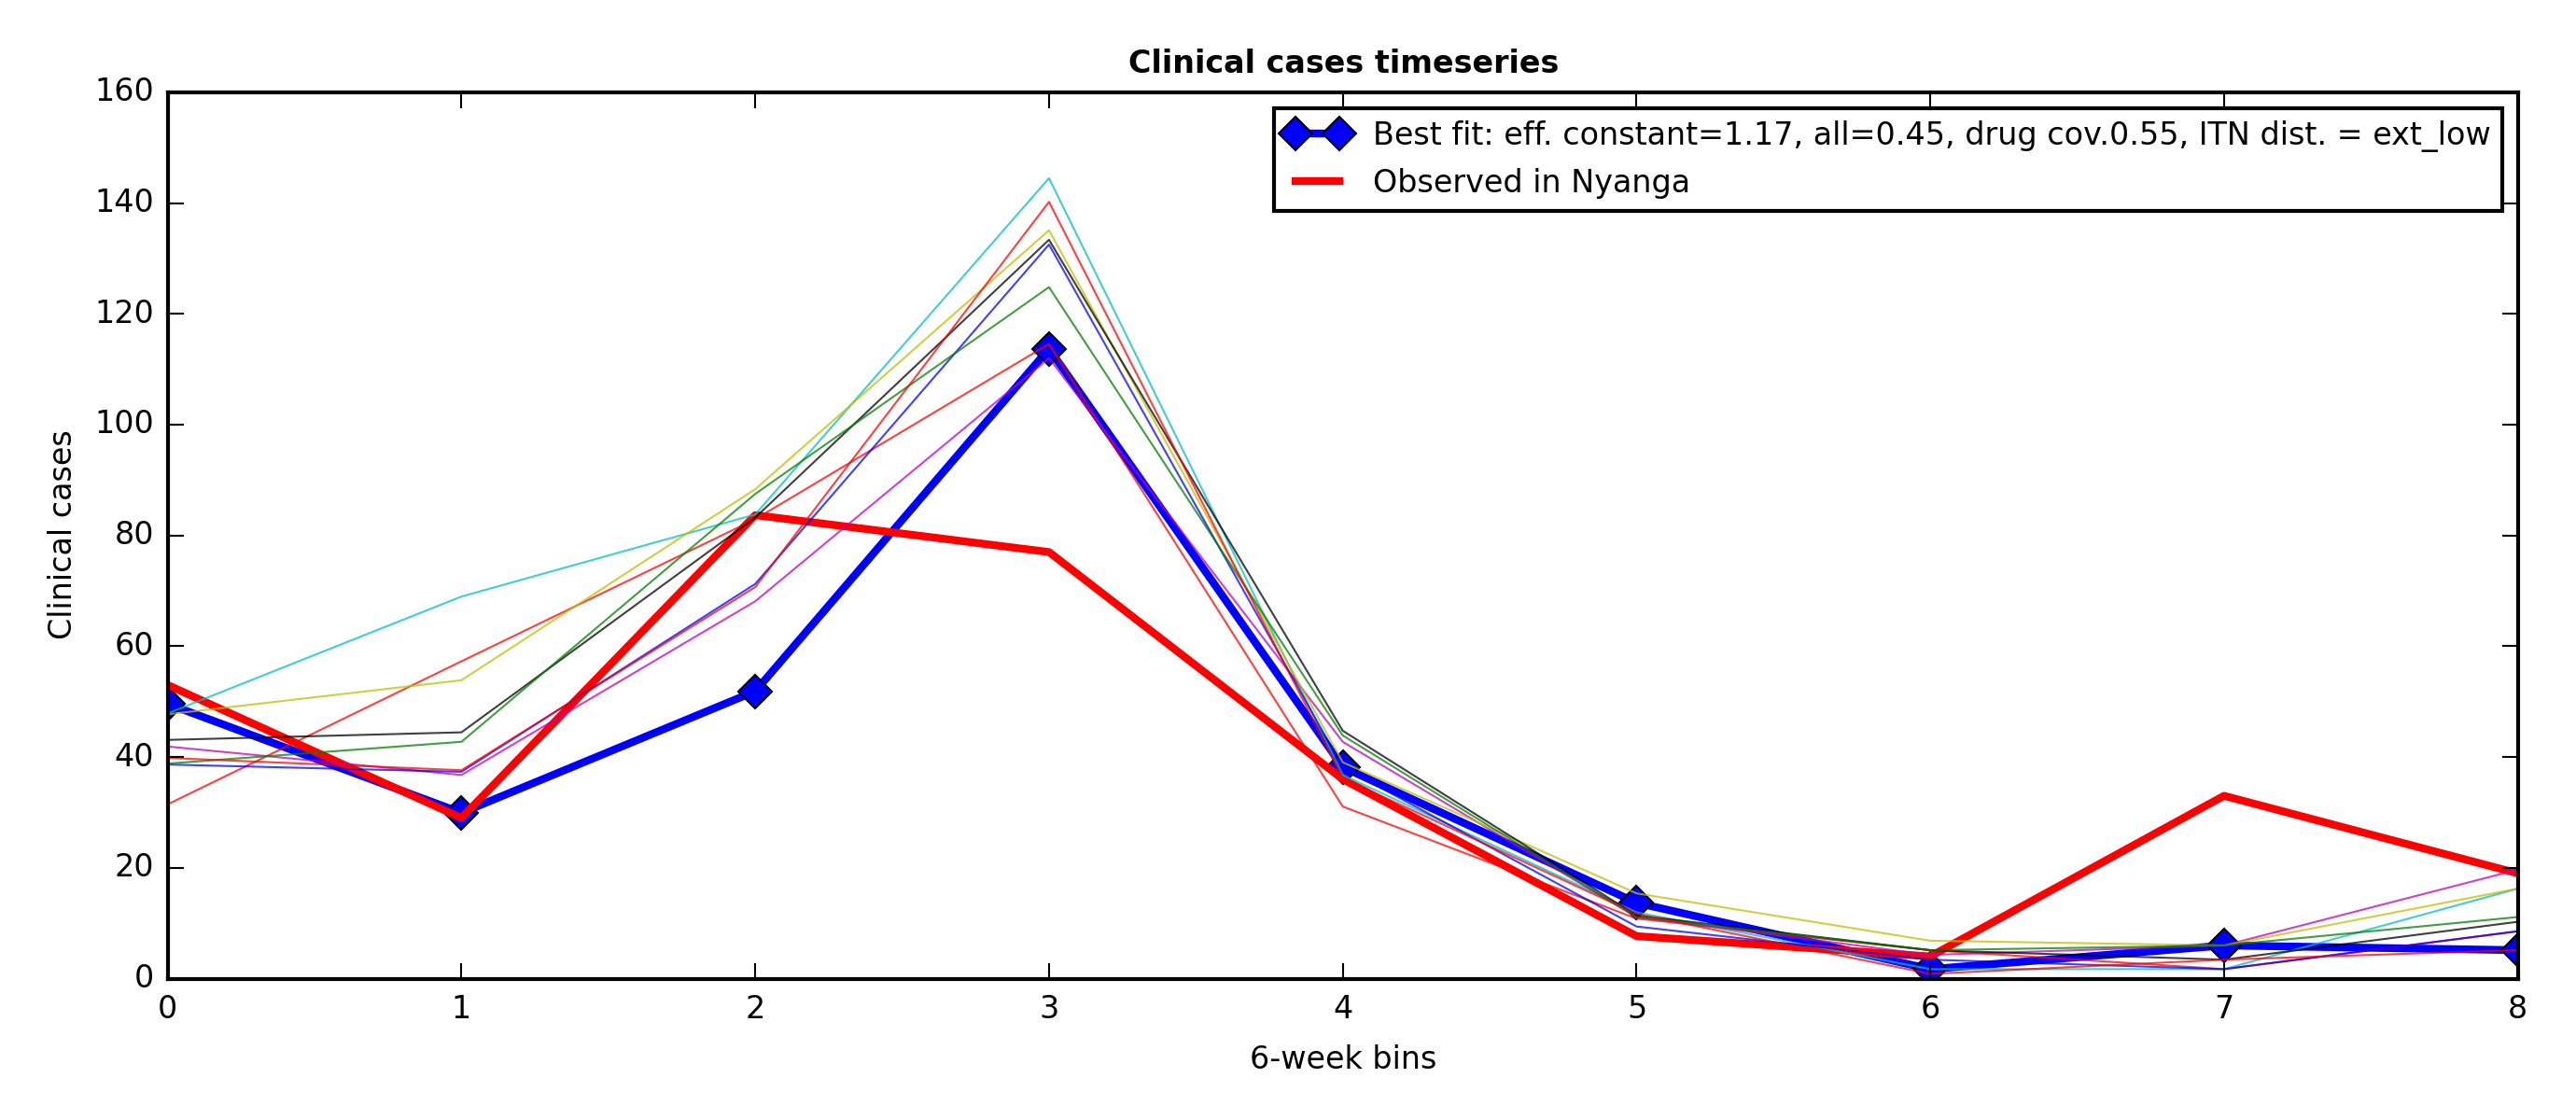 Clinical cases timeseries
160
140
120
100
80
60
40
20
0
Clinical cases
Best fit: eff. constant=1.17, all=0.45, drug cov.0.55, ITN dist. = ext_low
Observed in Nyanga
0 1 2 3 4 5 6 7 8
6-week bins